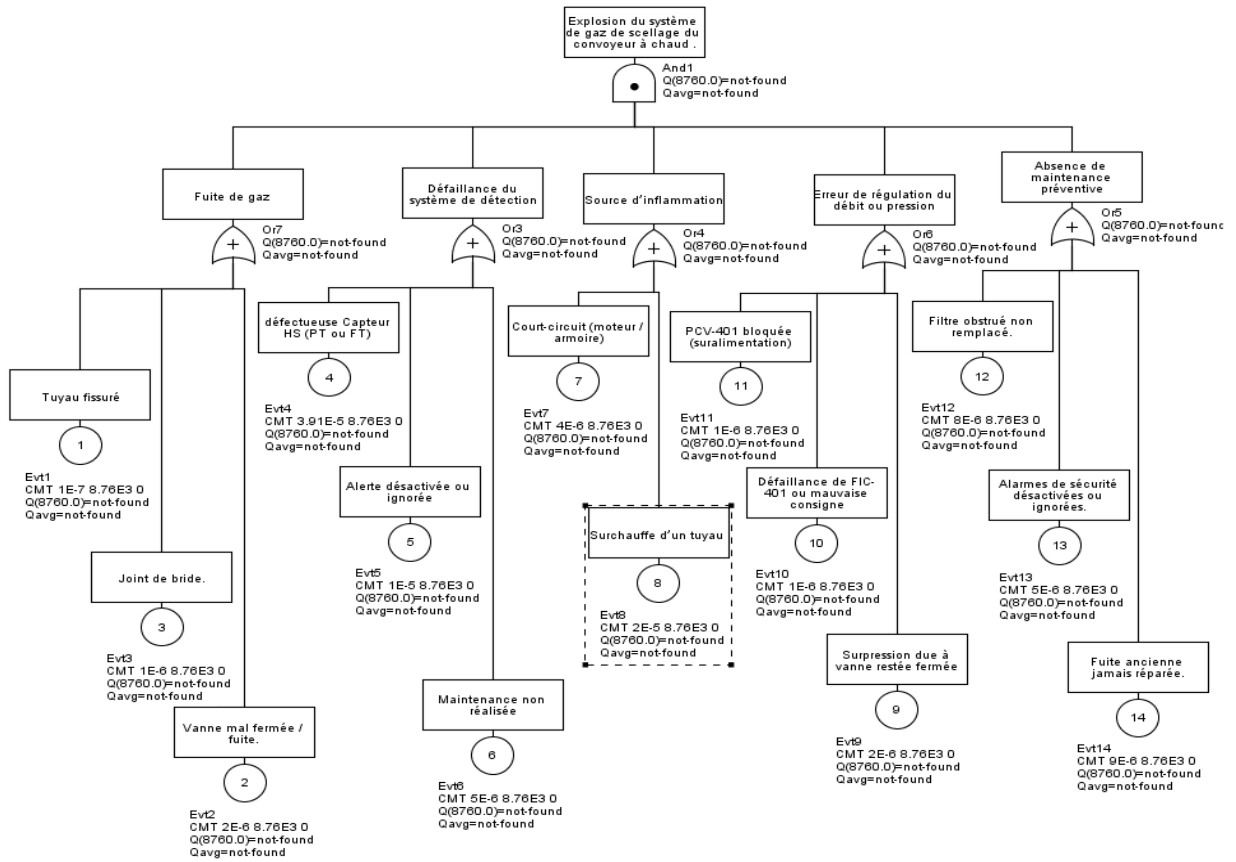 Explosion du système
de gaz de scellage du
convoyeur à chaud .
And1
Q(8760.0)=not-found
Qavg=not-found
Fuite de gaz
Or7
Q(8760.0)=not-found
Qavg=not-found
Défaillance du
système de détection
Or3
Q(8760.0)=not-found
Qavg=not-found
Source d'inflammation
Or4
Q(8760.0)=not-found
Qavg=not-found
Erreur de régulation du
débit ou pression
Or6
Q(8760.0)=not-found
Qavg=not-found
Absence de
maintenance
préventive
Or5
Q(8760.0)=not-found
Qavg=not-found
Tuyau fissuré
1
Evt1
CMT 1E-7 8.76E3 0
Q(8760.0)=not-found
Qavg=not-found
Joint de bride.
3
Evt3
CMT 1E-6 8.76E3 0
Q(8760.0)=not-found
Qavg=not-found
Vanne mal fermée /
fuite.
2
Evt2
CMT 2E-6 8.76E3 0
Q(8760.0)=not-found
Qavg=not-found
défectueuse Capteur
HS (PT ou FT)
4
Evt4
CMT 3.91E-5 8.76E3 0
Q(8760.0)=not-found
Qavg=not-found
Alerte désactivée ou
ignorée
5
Evt5
CMT 1E-5 8.76E3 0
Q(8760.0)=not-found
Qavg=not-found
Maintenance non
réalisée
6
Evt6
CMT 5E-6 8.76E3 0
Q(8760.0)=not-found
Qavg=not-found
Court-circuit (moteur /
armoire)
7
Evt7
CMT 4E-6 8.76E3 0
Q(8760.0)=not-found
Qavg=not-found
Surchauffe d'un tuyau
8
Evt8
CMT 2E-5 8.76E3 0
Q(8760.0)=not-found
Qavg=not-found
PCV-401 bloquée
(suralimentation)
11
Evt11
CMT 1E-6 8.76E3 0
Q(8760.0)=not-found
Qavg=not-found
Défaillance de FIC-
401 ou mauvaise
consigne
10
Evt10
CMT 1E-6 8.76E3 0
Q(8760.0)=not-found
Qavg=not-found
Surpression due à
vanne restée fermée
9
Evt9
CMT 2E-6 8.76E3 0
Q(8760.0)=not-found
Qavg=not-found
Filtre obstrué non
remplacé.
12
Evt12
CMT 8E-6 8.76E3 0
Q(8760.0)=not-found
Qavg=not-found
Alarmes de sécurité
désactivées ou
ignorées.
13
Evt13
CMT 5E-6 8.76E3 0
Q(8760.0)=not-found
Qavg=not-found
Fuite ancienne
jamais réparée.
14
Evt14
CMT 9E-6 8.76E3 0
Q(8760.0)=not-found
Qavg=not-found